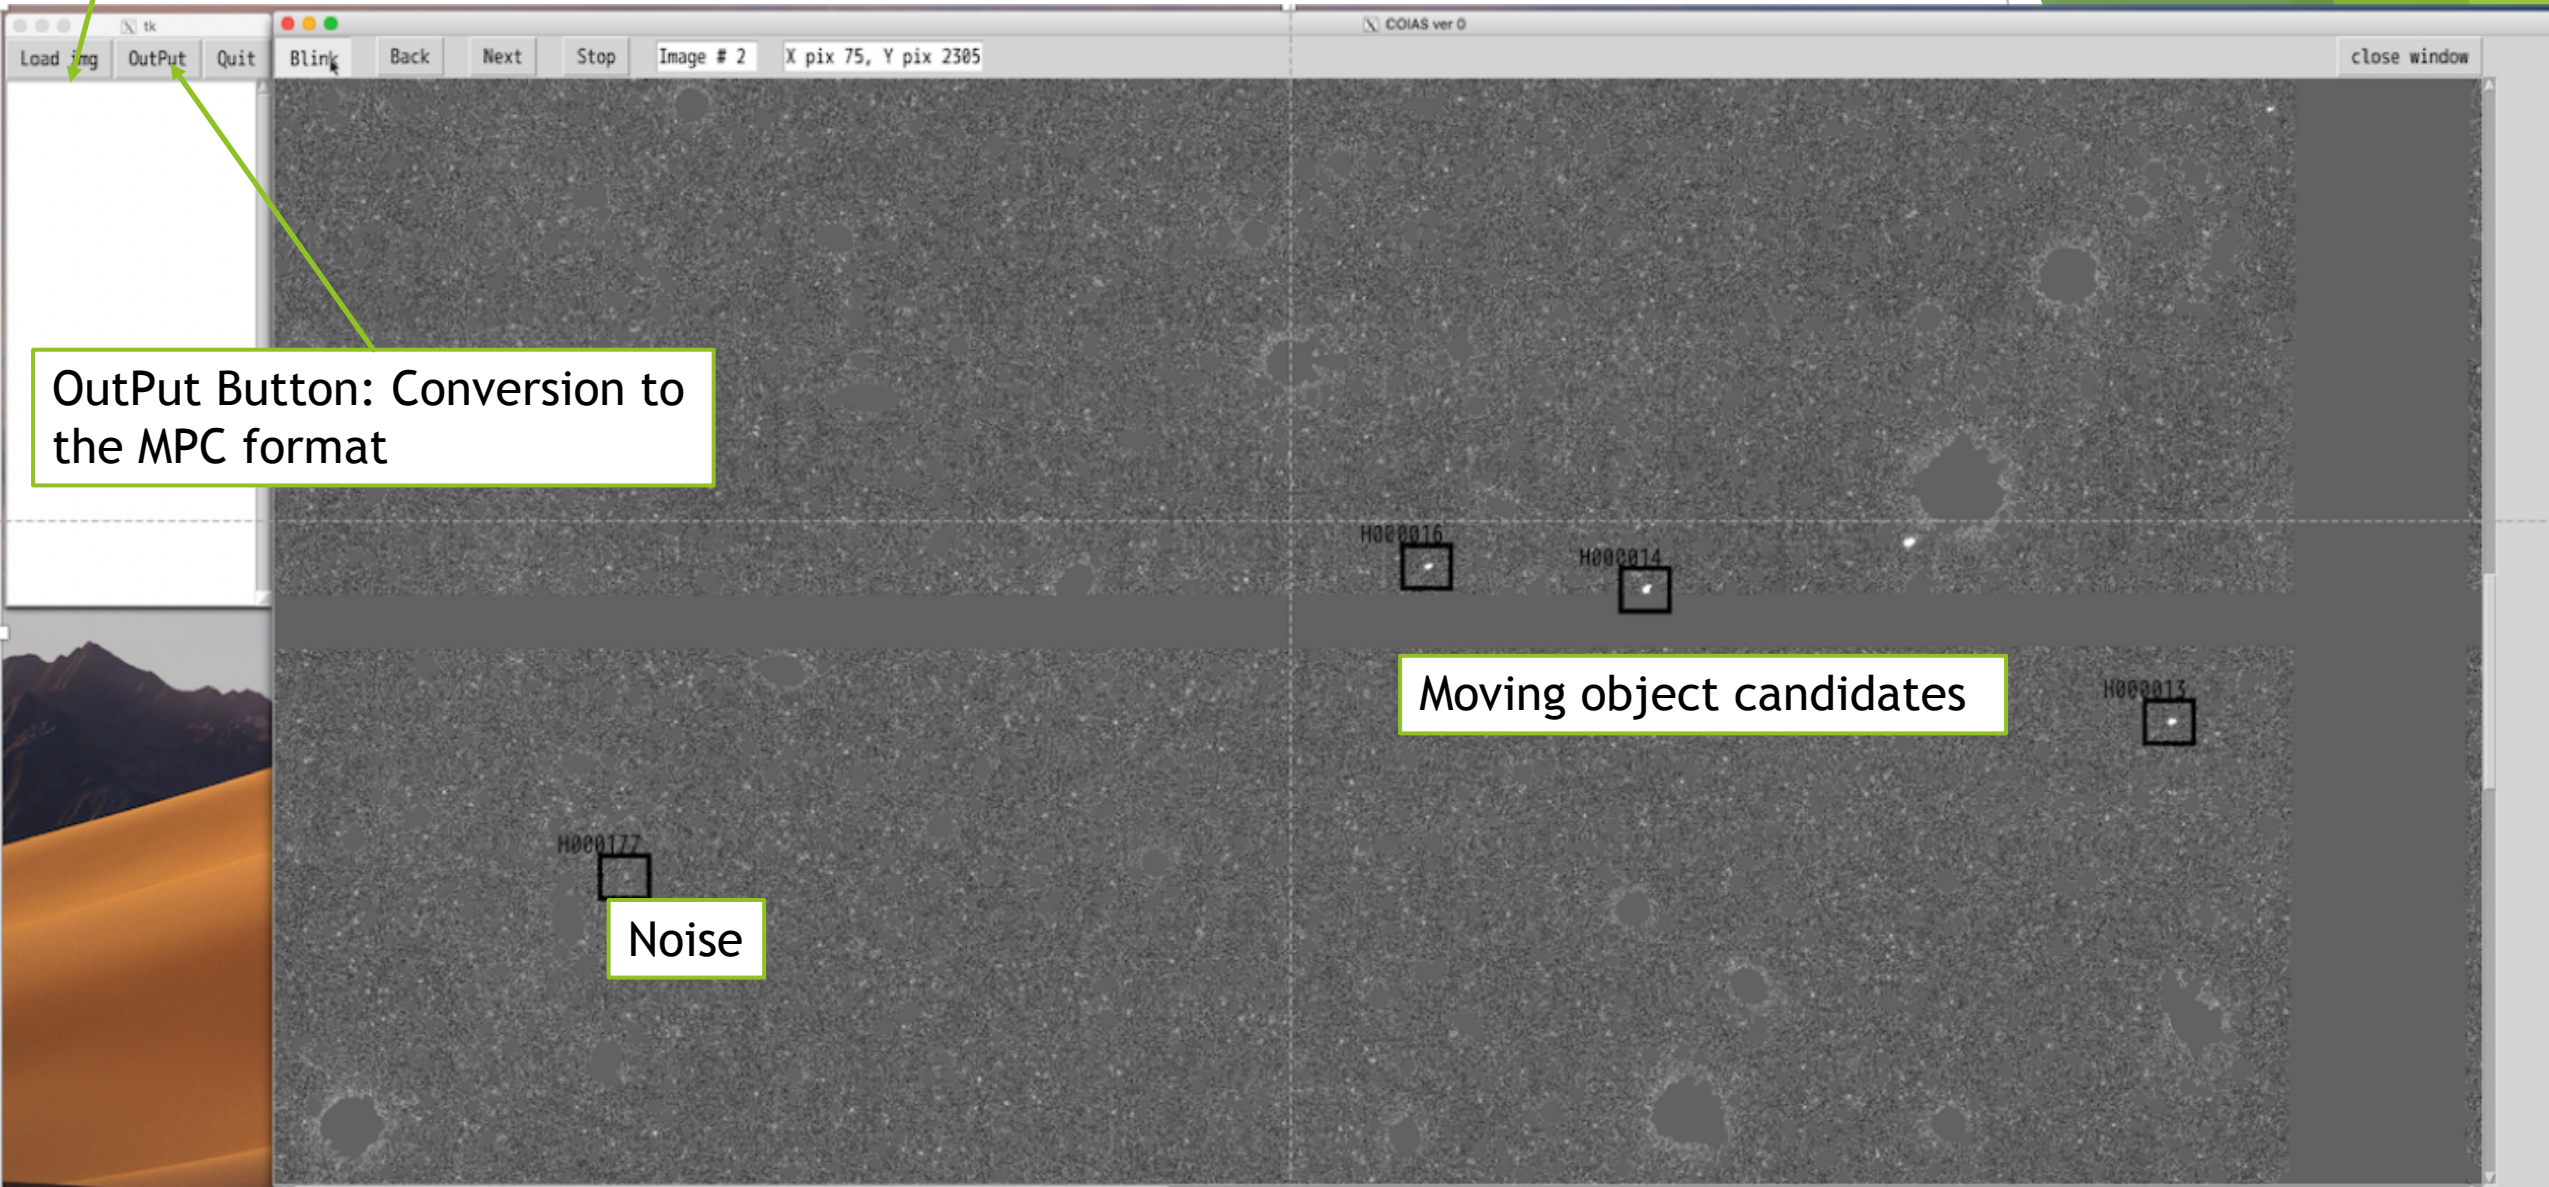 tk
COIAS ver 0
Load img OutPut Quit
Blink Back Next Stop Image # 2 X pix 75, Y pix 2305 close window
OutPut Button: Conversion to
the MPC format
H000016
H000014
Moving object candidates
H000013
H000177
Noise